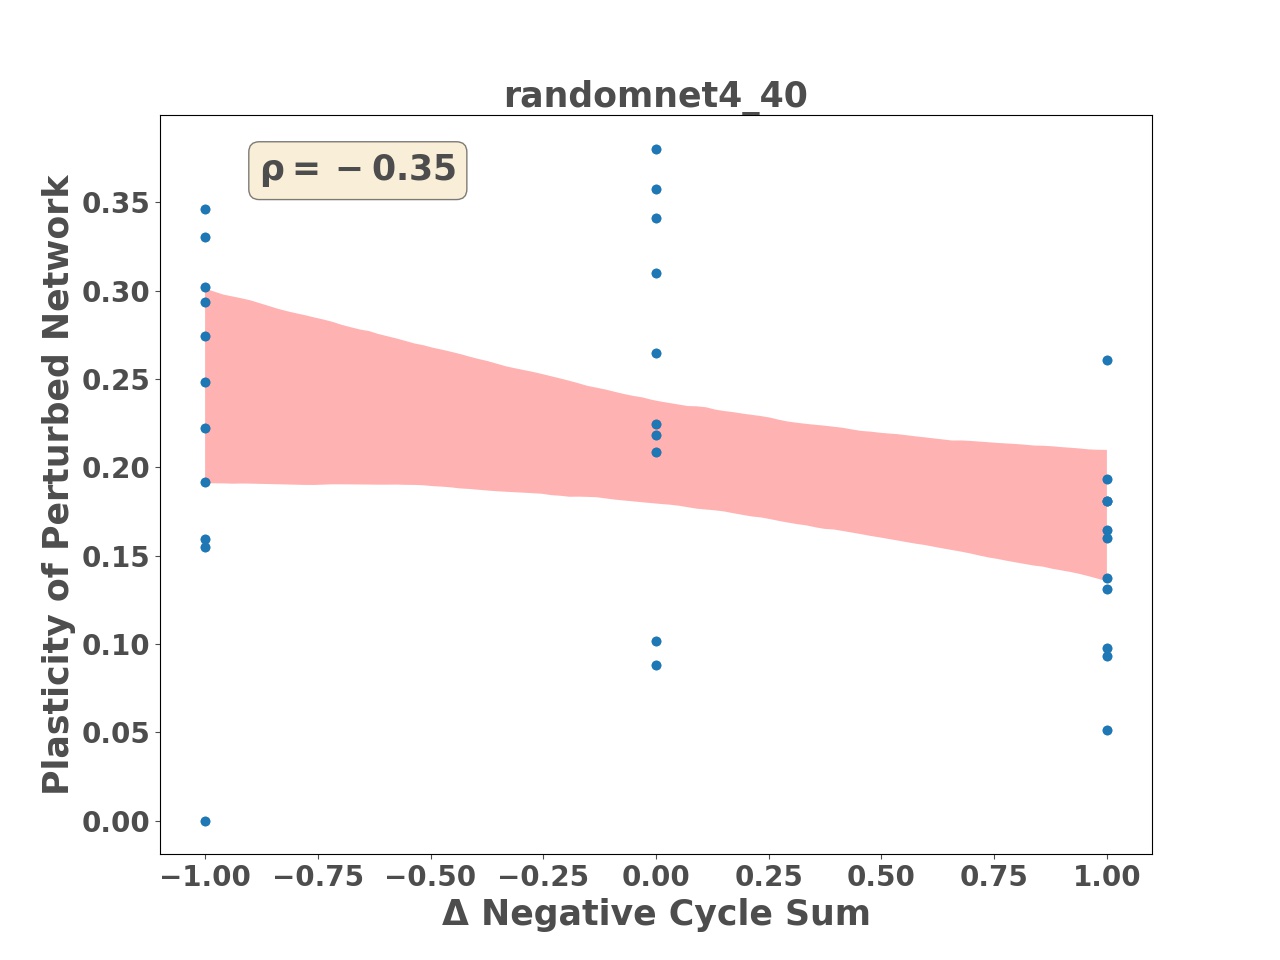 randomnet4_40
ρ = − 0.35
Plasticity of Perturbed Network
0.35
0.30
0.25
0.20
0.15
0.10
0.05
0.00
−1.00 −0.75 −0.50 −0.25 0.00 0.25 0.50 0.75 1.00
Δ Negative Cycle Sum